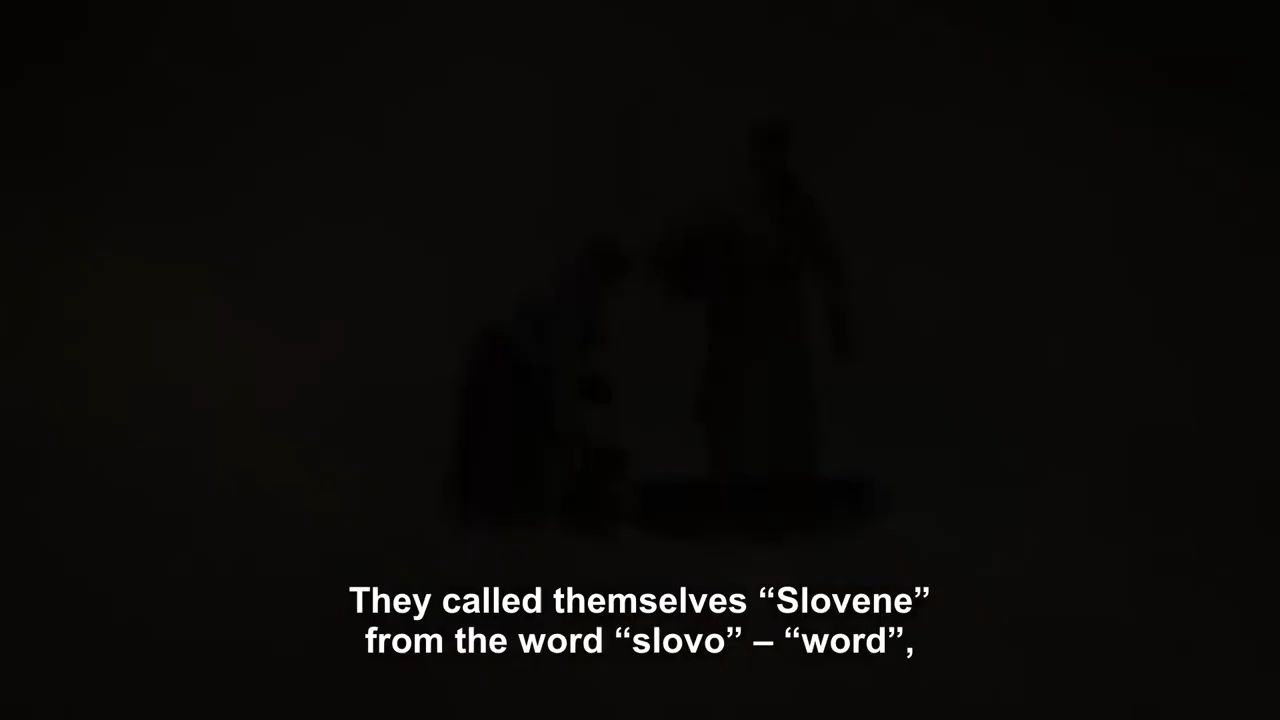 They called themselves “Slovene”
from the word “slovo” – “word”,